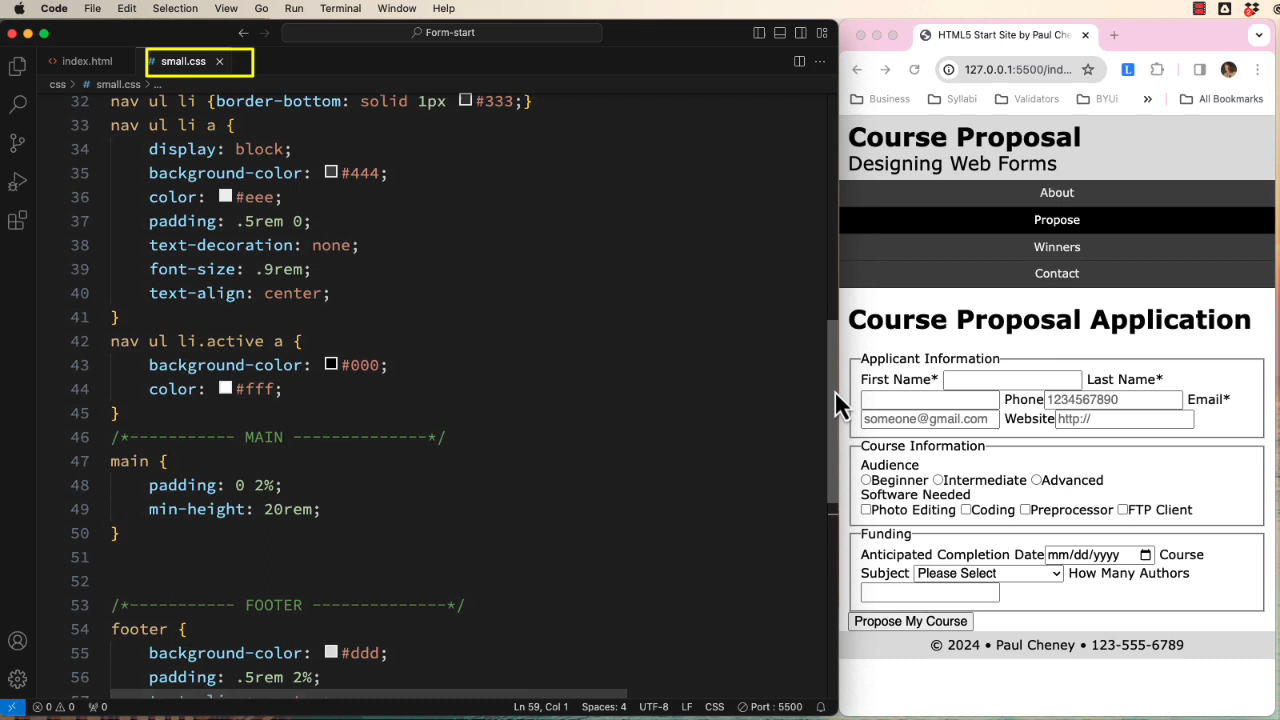 Code File Edit Selection View Go Run Terminal Window Help
Form-start
index.html
# small.css
css > # small.css > ...
32 nav ul li {border-bottom: solid 1px #333;}
33 nav ul li a {
34 display: block;
35 background-color: #444;
36 color: #eee;
37 padding: .5rem 0;
38 text-decoration: none;
39 font-size: .9rem;
40 text-align: center;
41 }
42 nav ul li.active a {
43 background-color: #000;
44 color: #fff;
45 }
46 /*----------- MAIN --------------*/
47 main {
48 padding: 0 2%;
49 min-height: 20rem;
50 }
51
52
53 /*----------- FOOTER --------------*/
54 footer {
55 background-color: #ddd;
56 padding: .5rem 2%;
0 0 0
Ln 59, Col 1 Spaces: 4 UTF-8 LF CSS Port : 5500
HTML5 Start Site by Paul Che
127.0.0.1:5500/ind...
Business Syllabi Validators BYUi » All Bookmarks
Course Proposal
Designing Web Forms
About
Propose
Winners
Contact
Course Proposal Application
Applicant Information
First Name* Last Name*
Phone 1234567890 Email*
someone@gmail.com Website http://
Course Information
Audience
Beginner Intermediate Advanced
Software Needed
Photo Editing Coding Preprocessor FTP Client
Funding
Anticipated Completion Date mm/dd/yyyy Course
Subject Please Select How Many Authors
Propose My Course
© 2024 • Paul Cheney • 123-555-6789